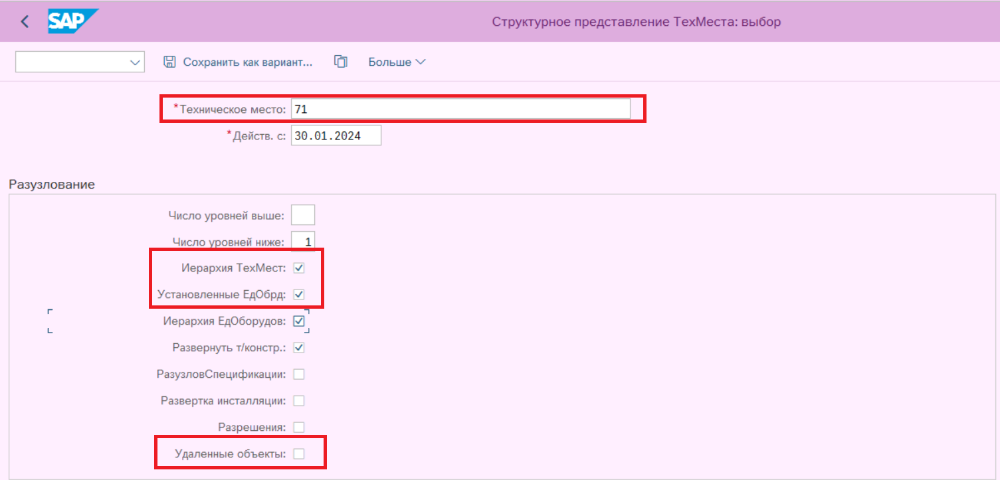 SAP
Структурное представление ТехМеста: выбор
Сохранить как вариант... Больше
*Техническое место: 71
*Действ. с: 30.01.2024
Разузлование
Число уровней выше:
Число уровней ниже: 1
Иерархия ТехМест:
Установленные ЕдОбрд:
Иерархия ЕдОборудов:
Развернуть т/констр.:
РазузловСпецификации:
Развертка инсталляции:
Разрешения:
Удаленные объекты: